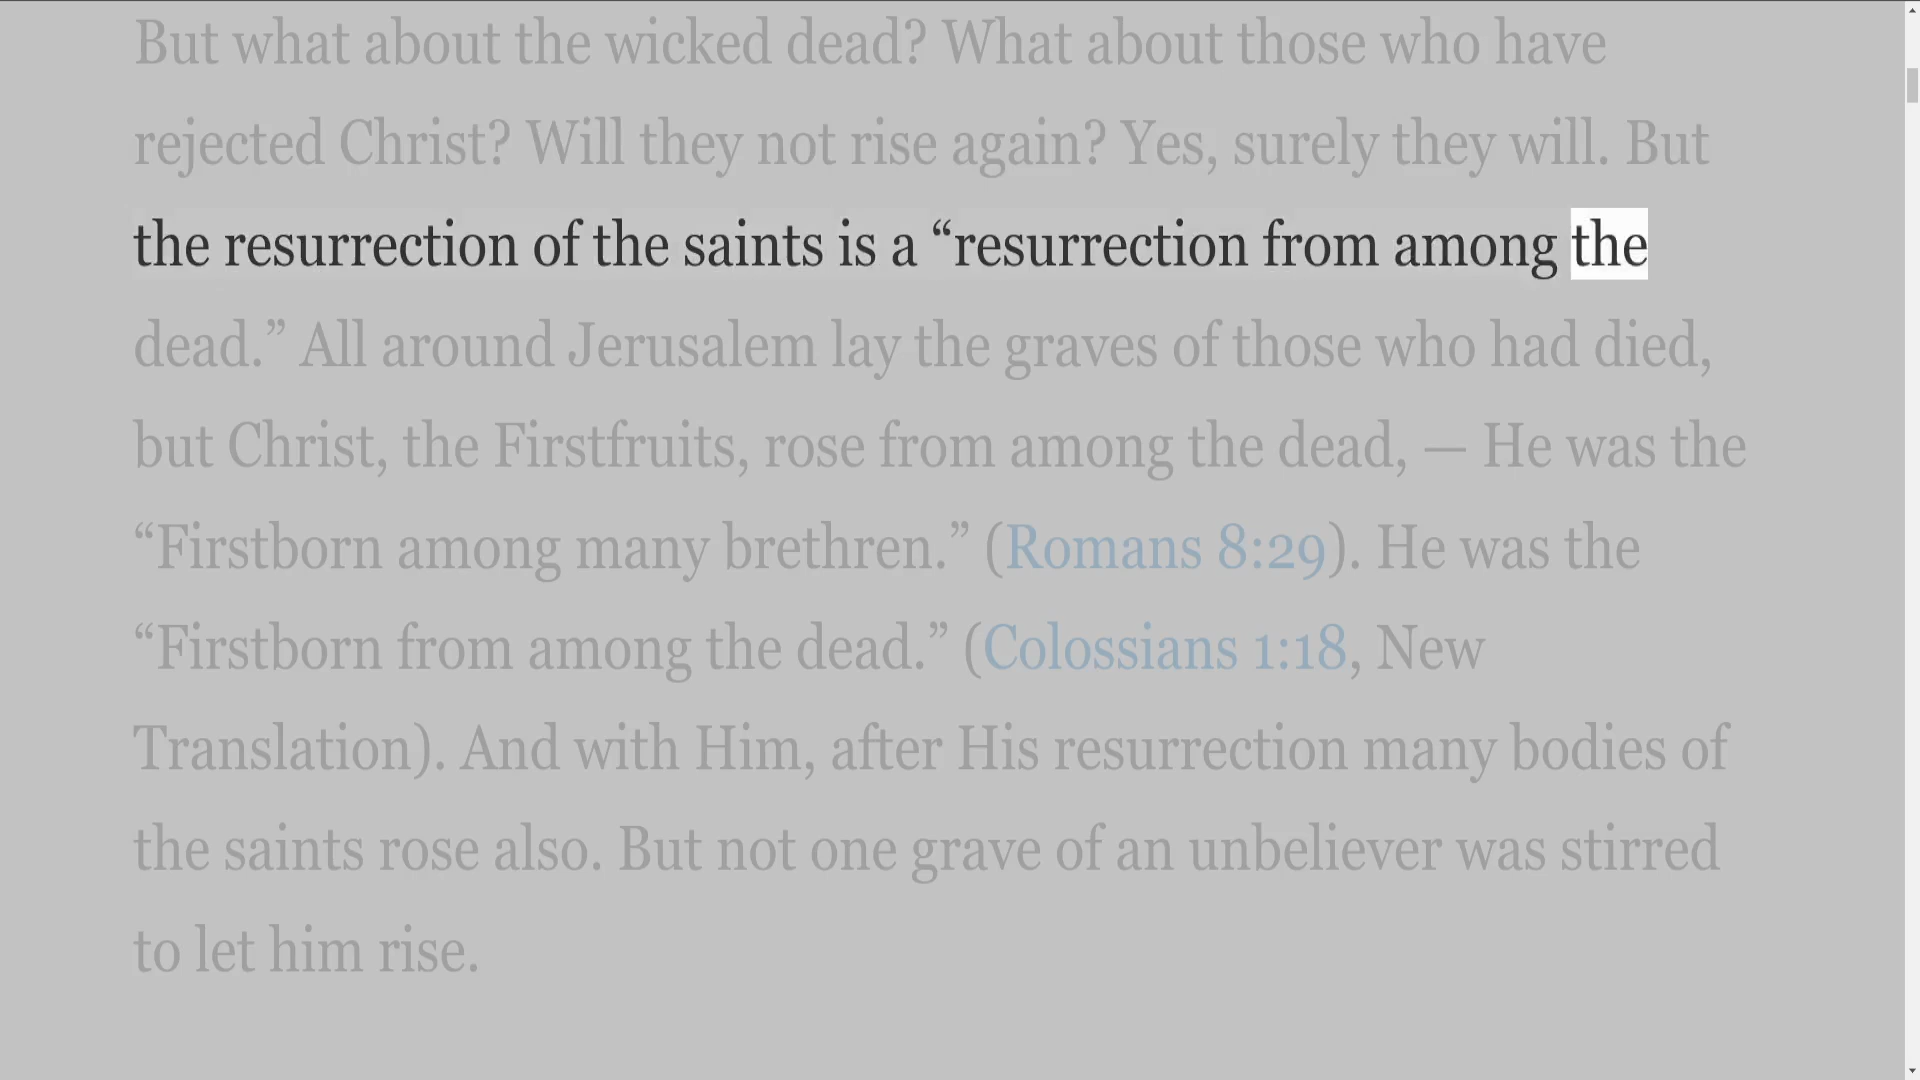 But what about the wicked dead? What about those who have
rejected Christ? Will they not rise again? Yes, surely they will. But
the resurrection of the saints is a “resurrection from among the
dead.” All around Jerusalem lay the graves of those who had died,
but Christ, the Firstfruits, rose from among the dead, — He was the
“Firstborn among many brethren.” (Romans 8:29). He was the
“Firstborn from among the dead.” (Colossians 1:18, New
Translation). And with Him, after His resurrection many bodies of
the saints rose also. But not one grave of an unbeliever was stirred
to let him rise.